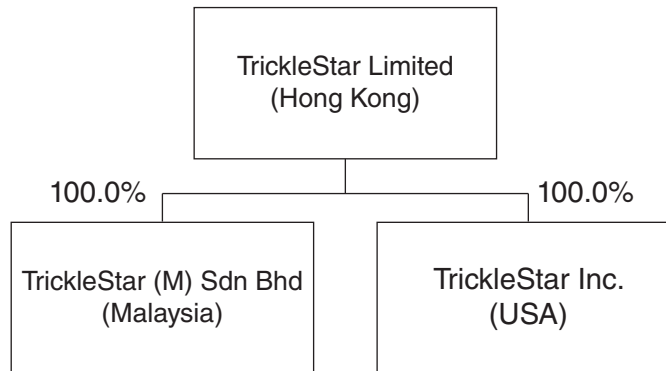 TrickleStar Limited
(Hong Kong)
100.0%
100.0%
TrickleStar (M) Sdn Bhd
(Malaysia)
TrickleStar Inc.
(USA)